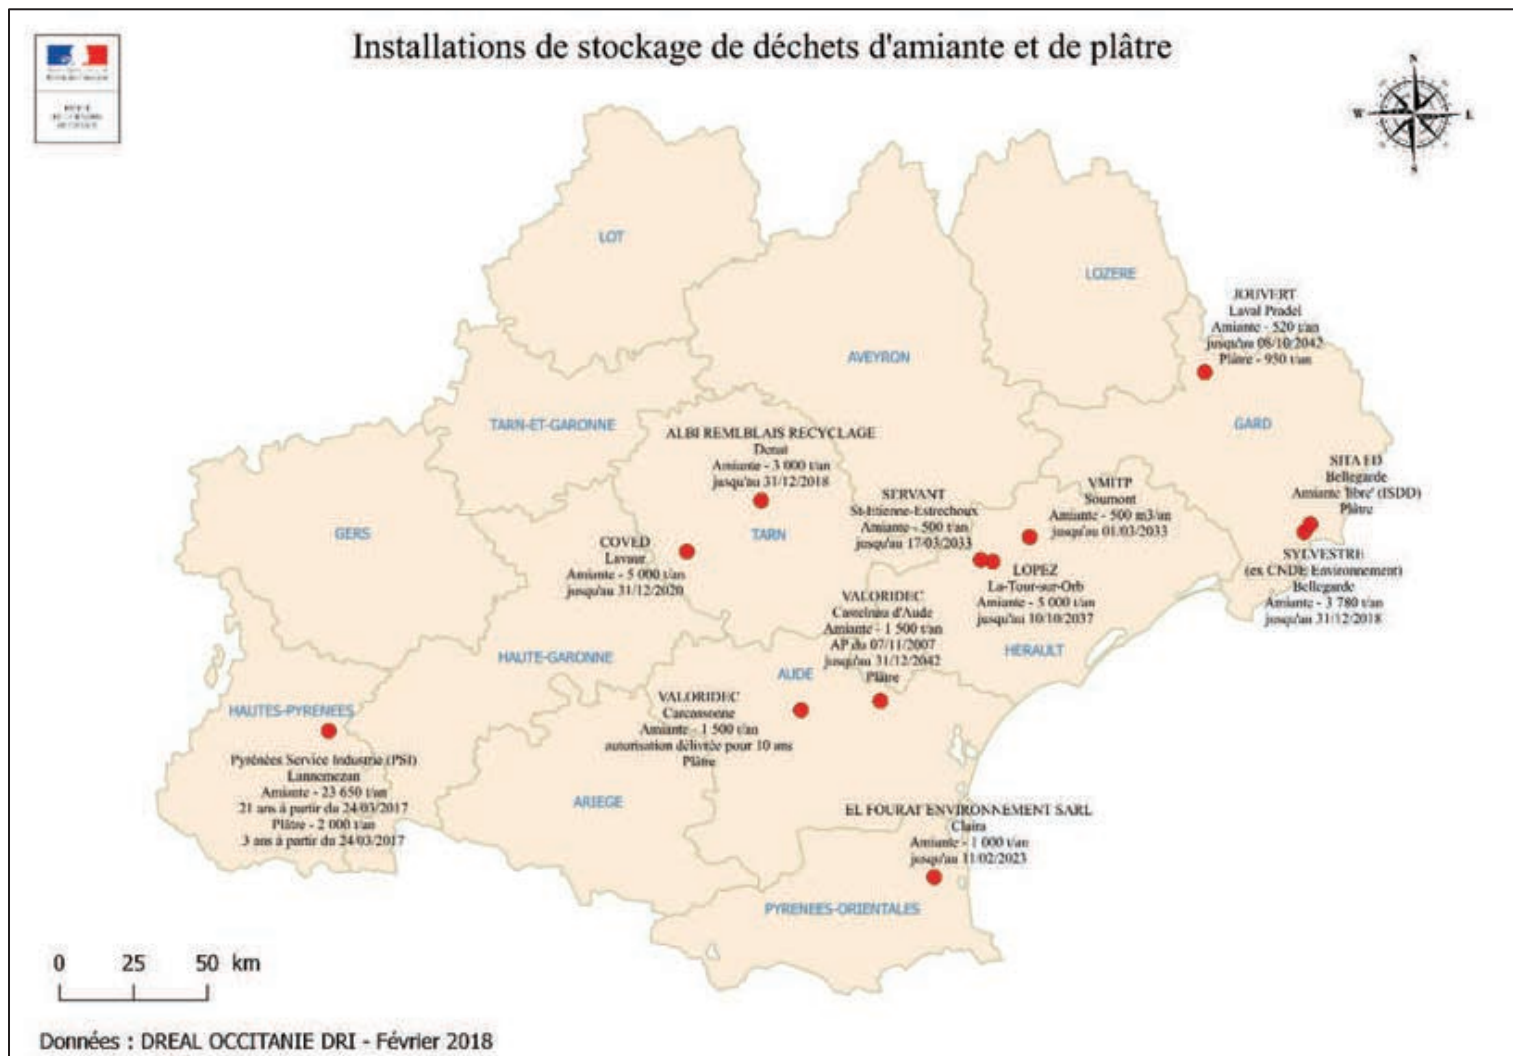 Installations de stockage de déchets d'amiante et de plâtre
N
W
E
S
LOT
LOZERE
AVEYRON
TARN-ET-GARONNE
GARD
GERS
TARN
HAUTE-GARONNE
HERAULT
AUDE
HAUTES-PYRENEES
ARIEGE
PYRENEES-ORIENTALES
JOUVERT
Laval Pradel
Amiante - 520 t/an
jusqu'au 08/10/2042
Plâtre - 950 t/an
ALBI REMLBLAIS RECYCLAGE
Denat
Amiante - 3 000 t/an
jusqu'au 31/12/2018
SITA FD
Bellegarde
Amiante 'libre' (ISDD)
Plâtre
VMITP
Soumont
Amiante - 500 m3/an
jusqu'au 01/03/2033
SERVANT
St-Etienne-Estrechoux
Amiante - 500 t/an
jusqu'au 17/03/2033
COVED
Lavaur
Amiante - 5 000 t/an
jusqu'au 31/12/2020
SYLVESTRE
(ex CNDE Environnement)
Bellegarde
Amiante - 3 780 t/an
jusqu'au 31/12/2018
LOPEZ
La-Tour-sur-Orb
Amiante - 5 000 t/an
jusqu'au 10/10/2037
VALORIDEC
Castelnau d'Aude
Amiante - 1 500 t/an
AP du 07/11/2007
jusqu'au 31/12/2042
Plâtre
VALORIDEC
Carcassonne
Amiante - 1 500 t/an
autorisation délivrée pour 10 ans
Plâtre
Pyrénées Service Industrie (PSI)
Lannemezan
Amiante - 23 650 t/an
21 ans à partir du 24/03/2017
Plâtre - 2 000 t/an
3 ans à partir du 24/03/2017
EL FOURAT ENVIRONNEMENT SARL
Claira
Amiante - 1 000 t/an
jusqu'au 11/02/2023
0 25 50 km
Données : DREAL OCCITANIE DRI - Février 2018